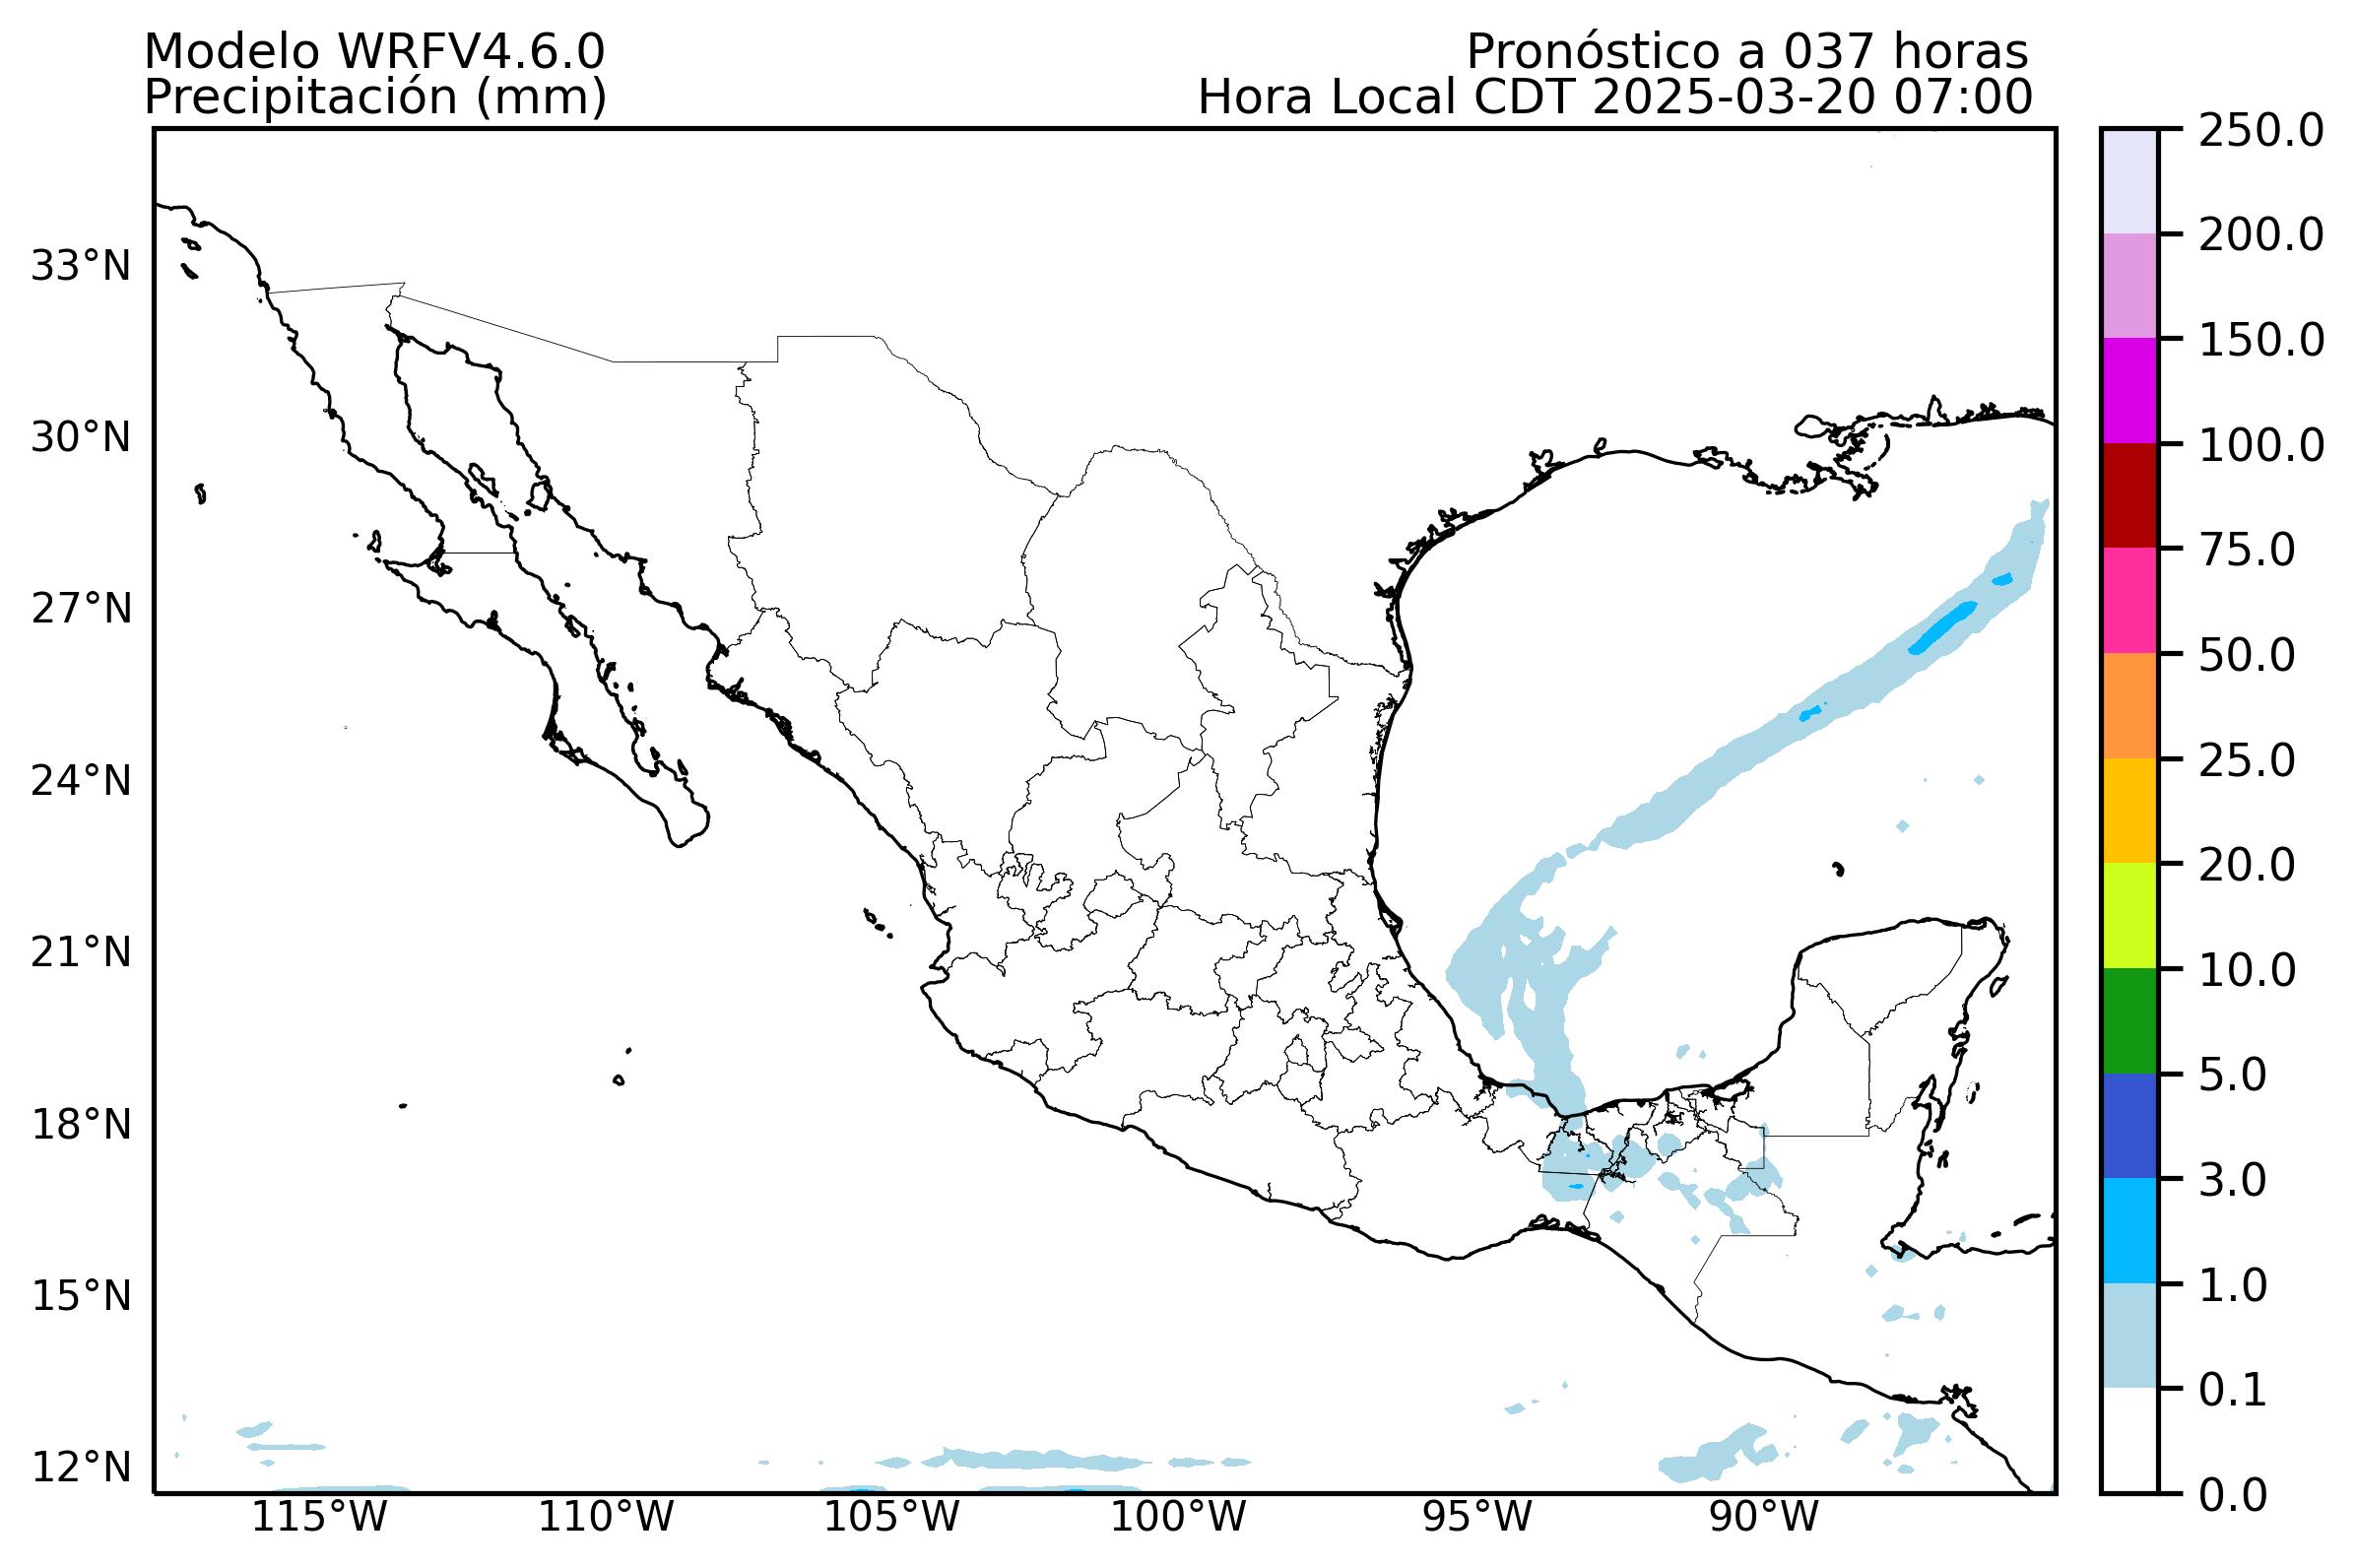 Modelo WRFV4.6.0
Precipitación (mm)
Pronóstico a 037 horas
Hora Local CDT 2025-03-20 07:00
33°N
30°N
27°N
24°N
21°N
18°N
15°N
12°N
115°W
110°W
105°W
100°W
95°W
90°W
250.0
200.0
150.0
100.0
75.0
50.0
25.0
20.0
10.0
5.0
3.0
1.0
0.1
0.0